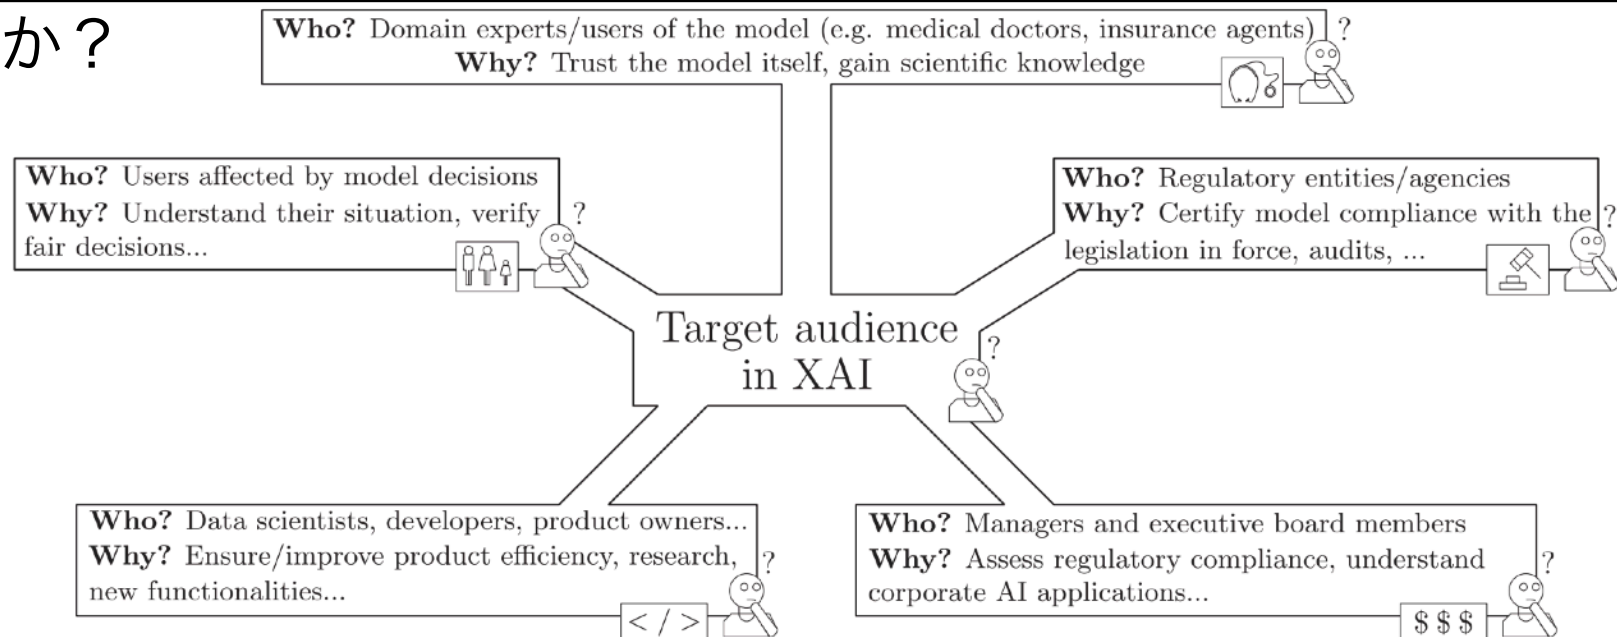 か？
Who? Domain experts/users of the model (e.g. medical doctors, insurance agents)
?
Why? Trust the model itself, gain scientific knowledge
Who? Users affected by model decisions
Why? Understand their situation, verify
?
fair decisions...
Who? Regulatory entities/agencies
Why? Certify model compliance with the
?
legislation in force, audits, ...
Target audience
in XAI
?
Who? Data scientists, developers, product owners...
Why? Ensure/improve product efficiency, research,
?
new functionalities...
< / >
Who? Managers and executive board members
Why? Assess regulatory compliance, understand
?
corporate AI applications...
$ $ $